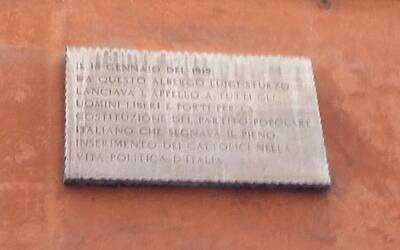 IL 18 GENNAIO DEL 1919
DA QUESTO ALBERGO LUIGI STURZO
LANCIAVA L'APPELLO A TUTTI GLI
UOMINI LIBERI E FORTI PER LA
COSTITUZIONE DEL PARTITO POPOLARE
ITALIANO CHE SEGNAVA IL PIENO
INSERIMENTO DEI CATTOLICI NELLA
VITA POLITICA D'ITALIA